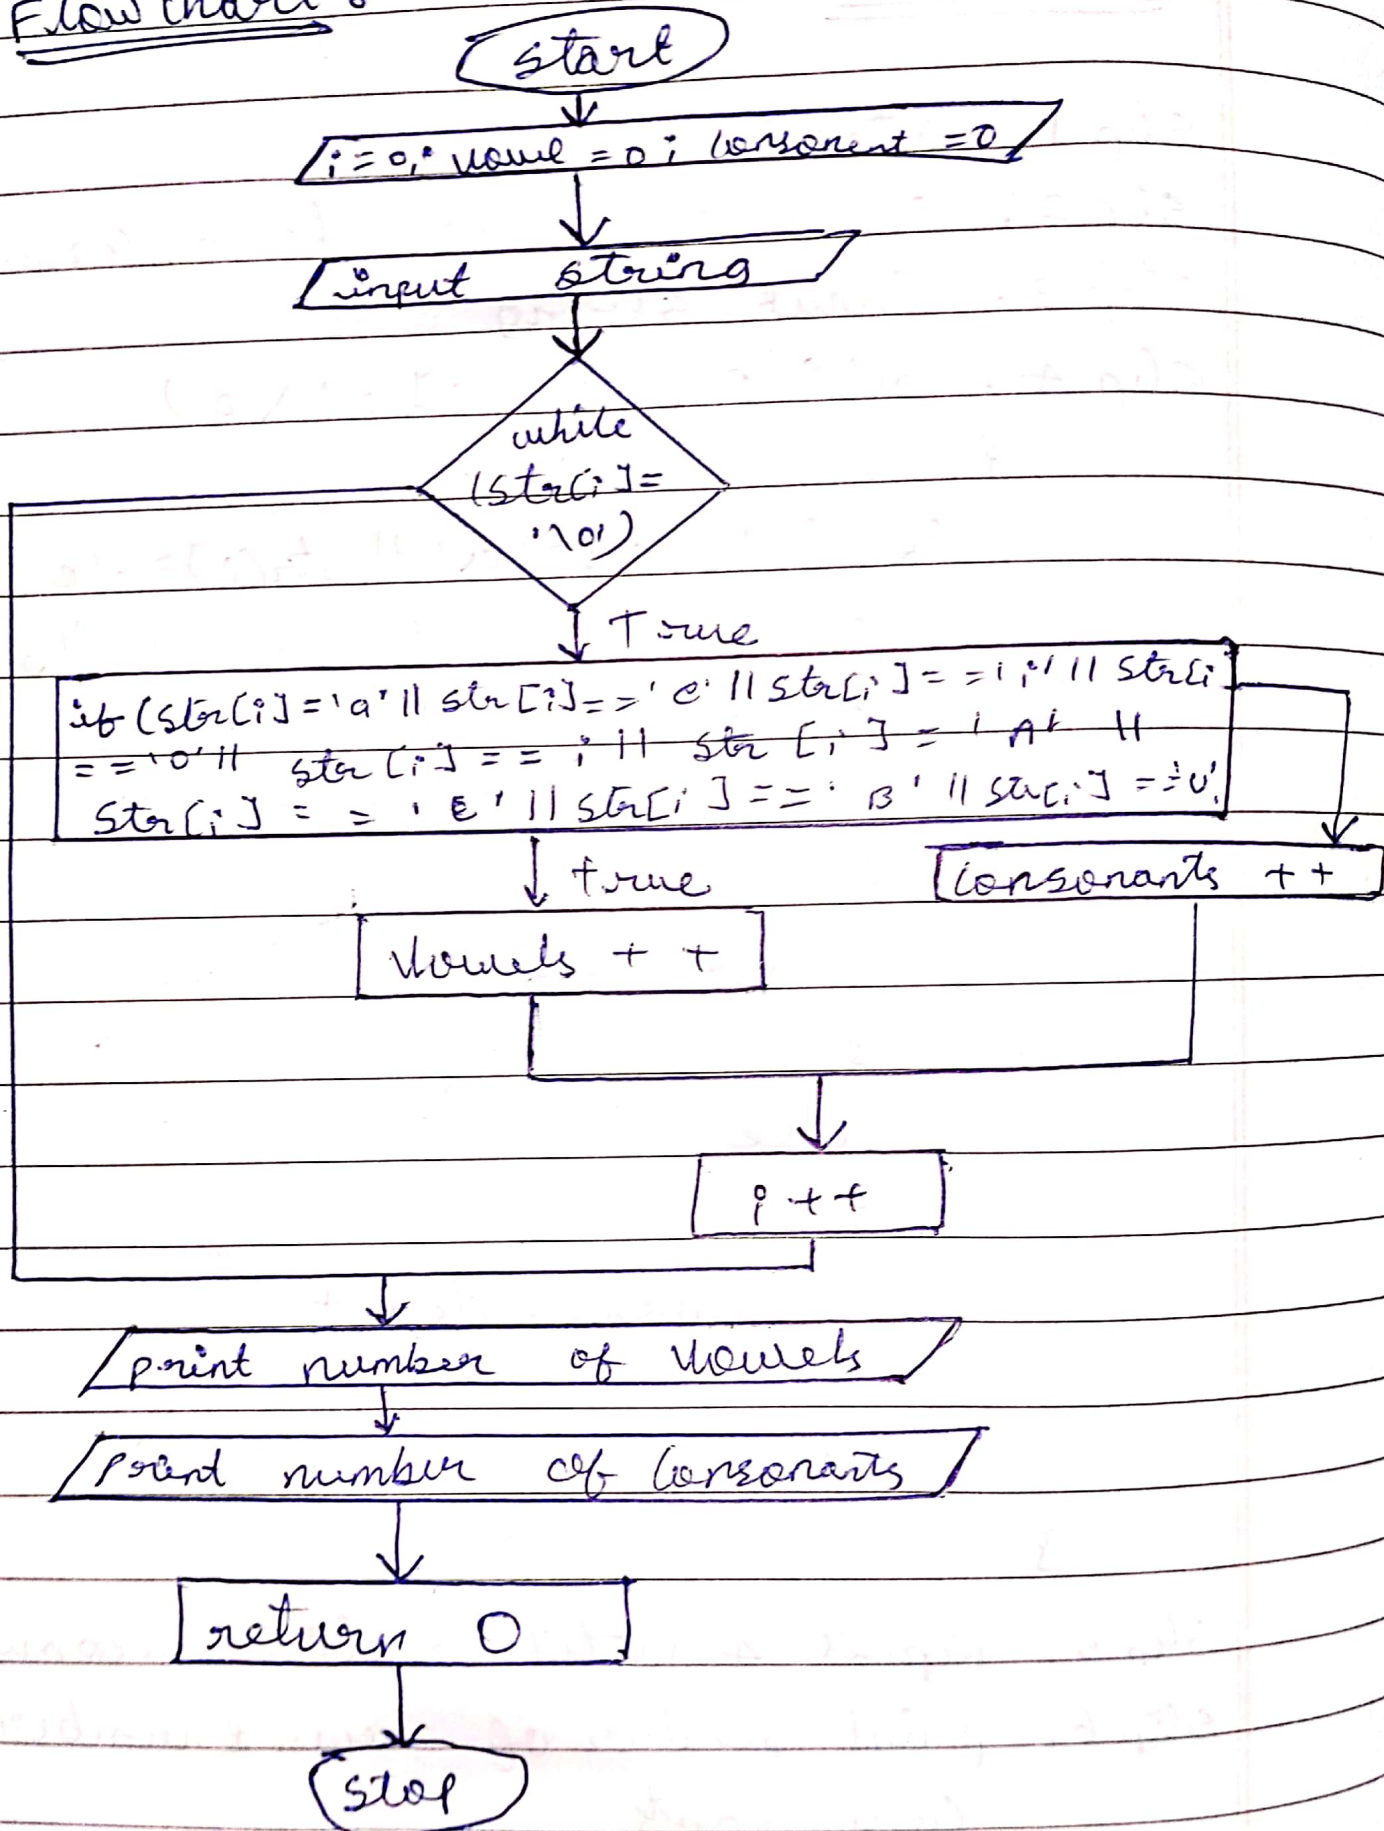 Flow chart :
start
i = 0; vowel = 0; consonent = 0
input string
while
(str[i] =
'\0')
True
if (str[i] = 'a' || str[i] == 'e' || str[i] == 'i' || str[i
== 'o' || str[i] == i || str [i] = 'A' ||
str[i] = = 'E' || str[i] == 'B' || str[i] == 'U'
true
consonants ++
vowels + +
i ++
print number of vowels
print number of consonants
return 0
stop